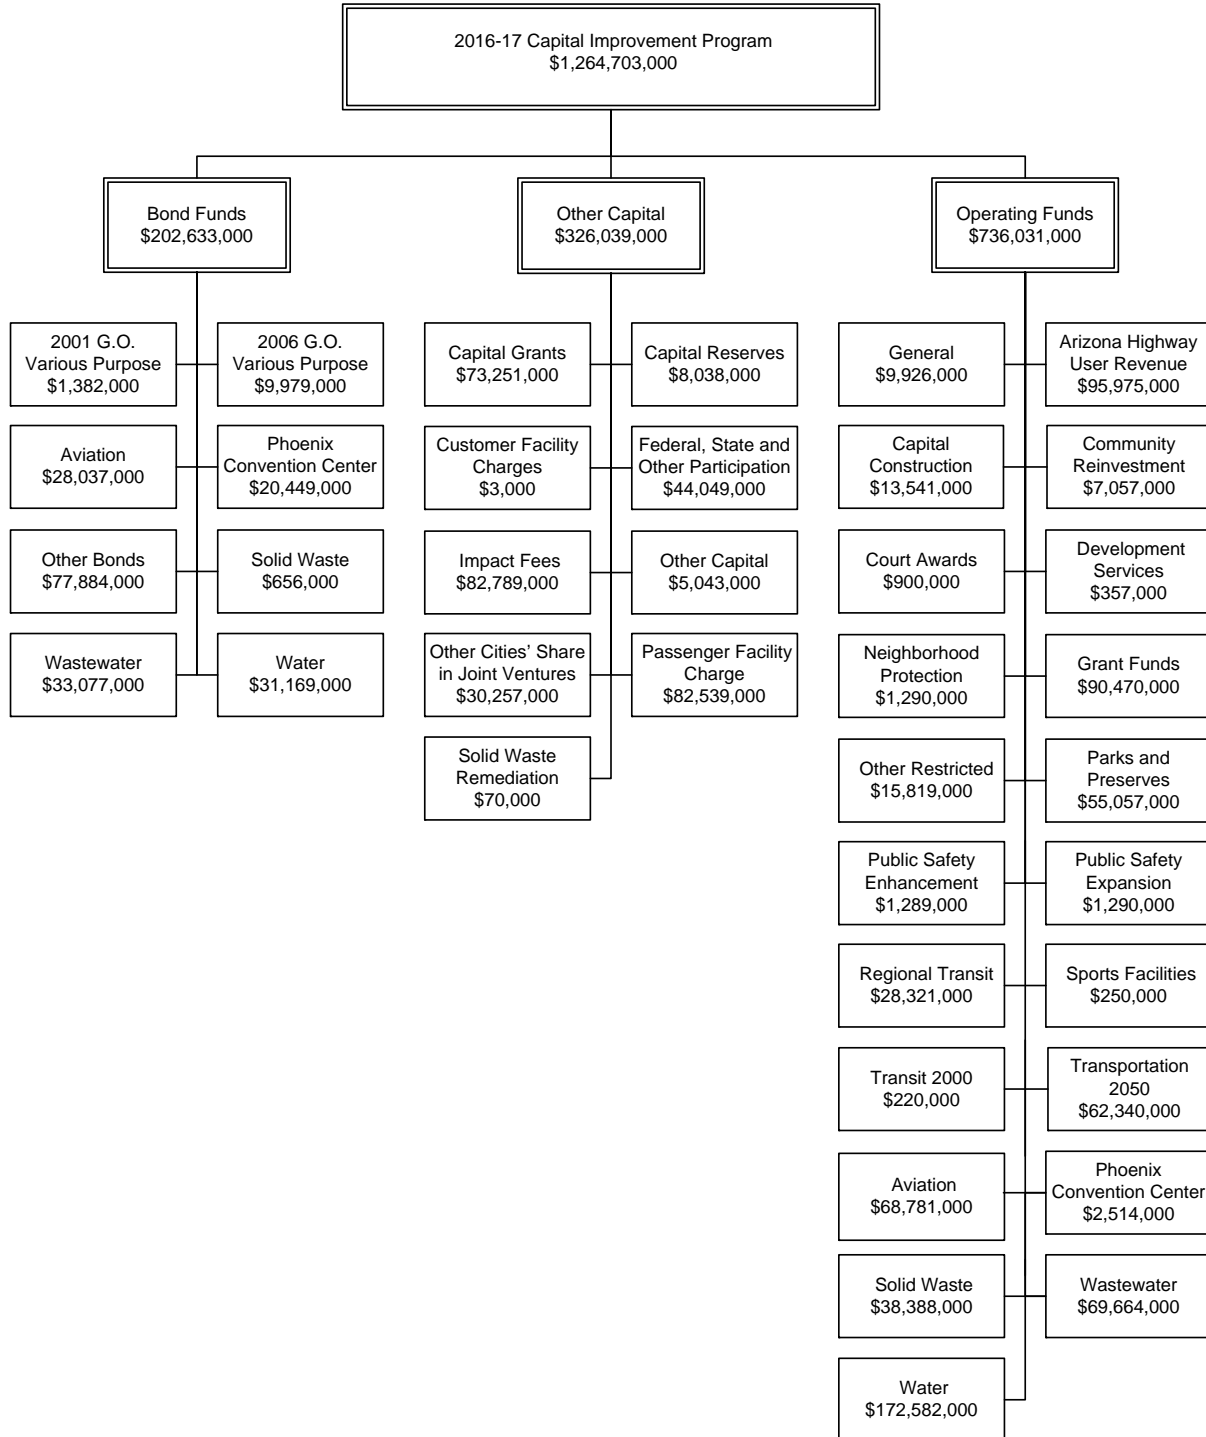 2016-17 Capital Improvement Program
$1,264,703,000
Bond Funds
$202,633,000
Other Capital
$326,039,000
Operating Funds
$736,031,000
2001 G.O.
Various Purpose
$1,382,000
2006 G.O.
Various Purpose
$9,979,000
Aviation
$28,037,000
Phoenix
Convention Center
$20,449,000
Other Bonds
$77,884,000
Solid Waste
$656,000
Wastewater
$33,077,000
Water
$31,169,000
Capital Grants
$73,251,000
Capital Reserves
$8,038,000
Customer Facility
Charges
$3,000
Federal, State and
Other Participation
$44,049,000
Impact Fees
$82,789,000
Other Capital
$5,043,000
Other Cities’ Share
in Joint Ventures
$30,257,000
Passenger Facility
Charge
$82,539,000
Solid Waste
Remediation
$70,000
General
$9,926,000
Arizona Highway
User Revenue
$95,975,000
Capital
Construction
$13,541,000
Community
Reinvestment
$7,057,000
Court Awards
$900,000
Development
Services
$357,000
Neighborhood
Protection
$1,290,000
Grant Funds
$90,470,000
Other Restricted
$15,819,000
Parks and
Preserves
$55,057,000
Public Safety
Enhancement
$1,289,000
Public Safety
Expansion
$1,290,000
Regional Transit
$28,321,000
Sports Facilities
$250,000
Transit 2000
$220,000
Transportation
2050
$62,340,000
Aviation
$68,781,000
Phoenix
Convention Center
$2,514,000
Solid Waste
$38,388,000
Wastewater
$69,664,000
Water
$172,582,000